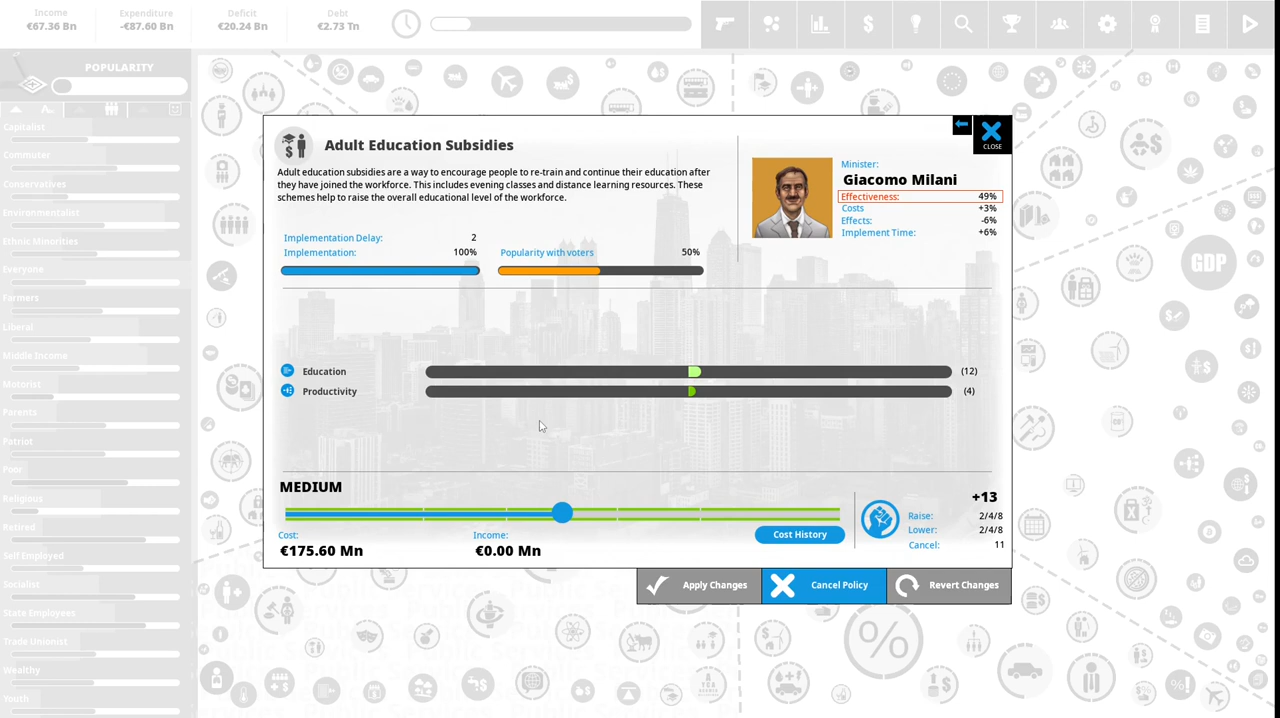 Income
Expenditure
Deficit
Debt
€67.36 Bn
-€87.60 Bn
€20.24 Bn
€2.73 Tn
POPULARITY
Capitalist
Commuter
Conservatives
Environmentalist
Ethnic Minorities
Everyone
Farmers
Liberal
Middle Income
Motorist
Parents
Patriot
Poor
Religious
Retired
Self Employed
Socialist
State Employees
Trade Unionist
Wealthy
Youth
Adult Education Subsidies
CLOSE
Adult education subsidies are a way to encourage people to re-train and continue their education after
they have joined the workforce. This includes evening classes and distance learning resources. These
schemes help to raise the overall educational level of the workforce.
Minister:
Giacomo Milani
Effectiveness: 49%
Costs +3%
Effects: -6%
Implement Time: +6%
Implementation Delay: 2
Implementation: 100%
Popularity with voters 50%
Education (12)
Productivity (4)
MEDIUM
Cost:
€175.60 Mn
Income:
€0.00 Mn
Cost History
+13
Raise: 2/4/8
Lower: 2/4/8
Cancel: 11
Apply Changes
Cancel Policy
Revert Changes
GDP
%
%!
Public Services